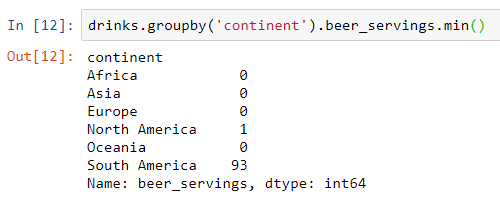 In [12]: drinks.groupby('continent').beer_servings.min()
Out[12]: continent
Africa 0
Asia 0
Europe 0
North America 1
Oceania 0
South America 93
Name: beer_servings, dtype: int64